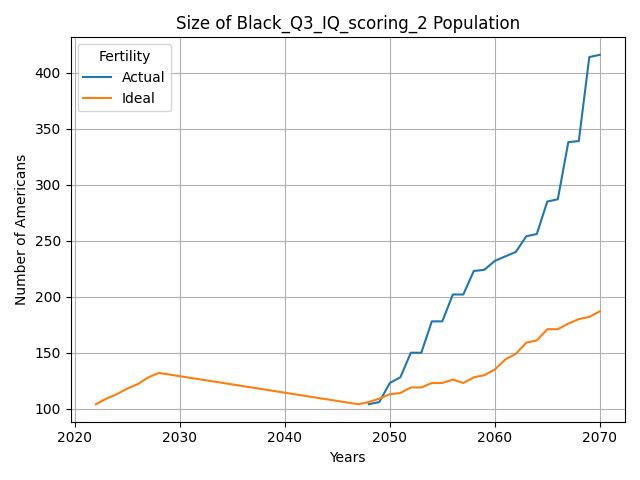 Size of Black_Q3_IQ_scoring_2 Population
Fertility
Actual
Ideal
Number of Americans
400
350
300
250
200
150
100
2020
2030
2040
2050
2060
2070
Years